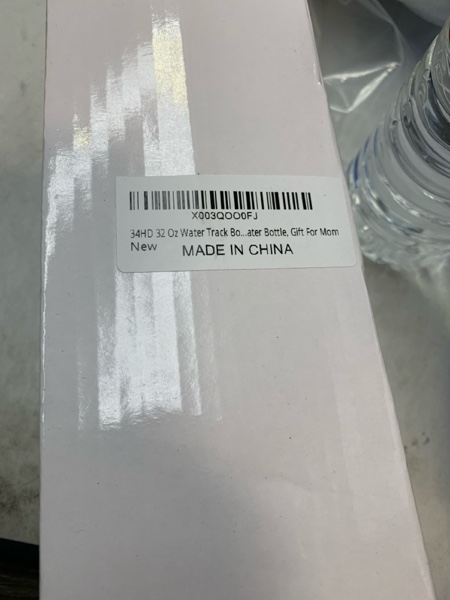 X003QOO0FJ
34HD 32 Oz Water Track Bo...ater Bottle, Gift For Mom
New
MADE IN CHINA